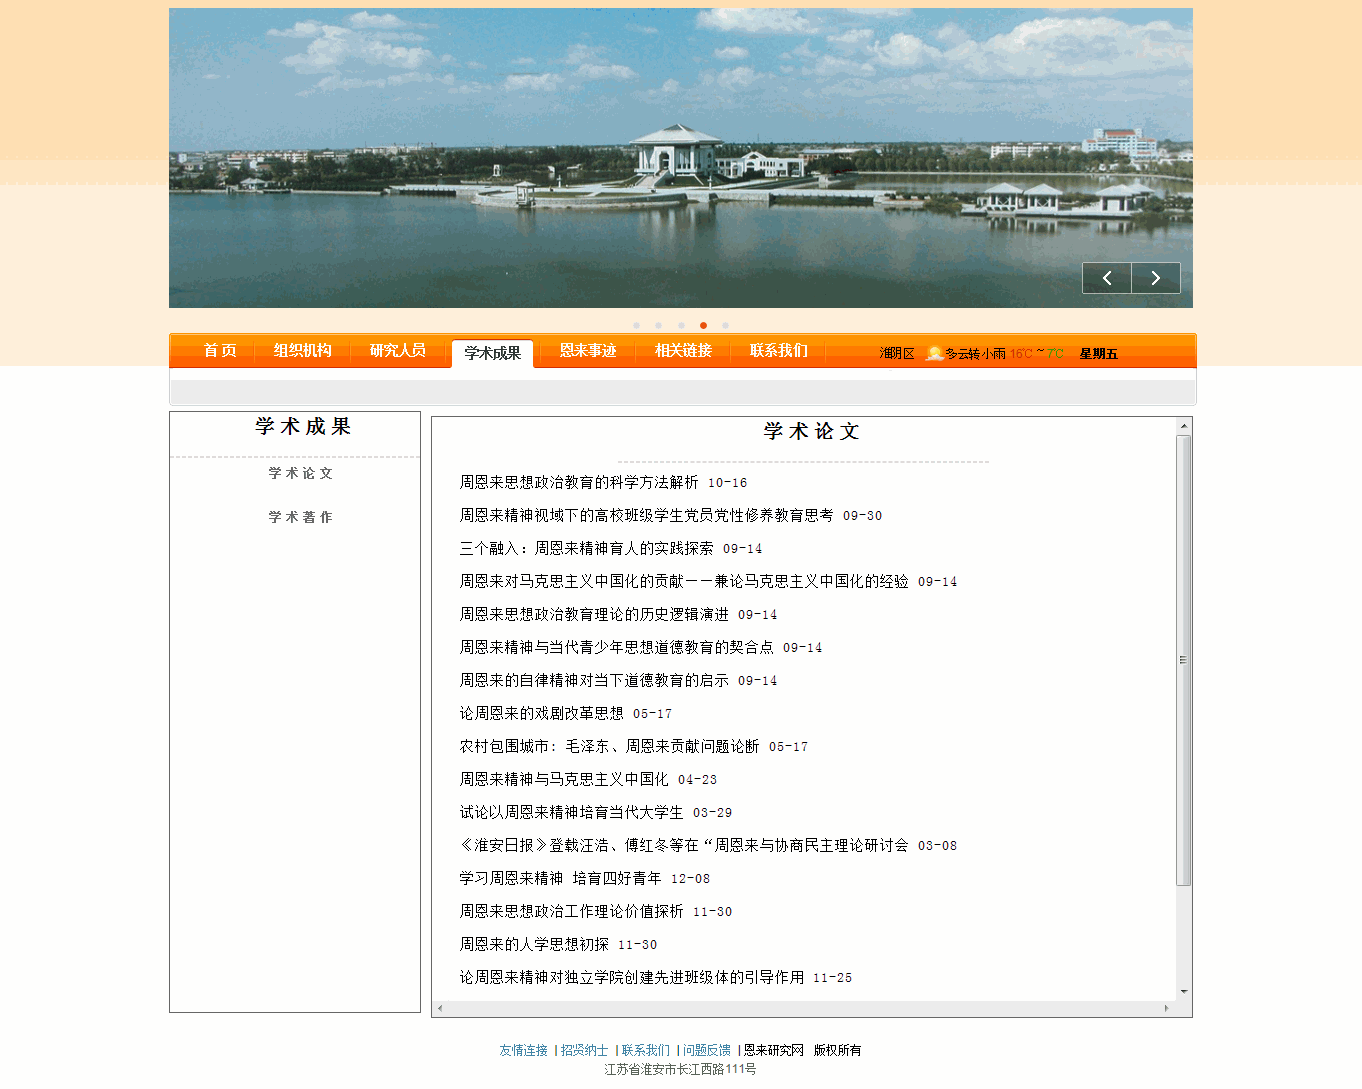 首 页 组织机构 研究人员 学术成果 恩来事迹 相关链接 联系我们 淮阴区 多云转小雨 16℃ ~ 7℃ 星期五
学 术 成 果
学 术 论 文
学 术 著 作
学 术 论 文
周恩来思想政治教育的科学方法解析 10-16
周恩来精神视域下的高校班级学生党员党性修养教育思考 09-30
三个融入：周恩来精神育人的实践探索 09-14
周恩来对马克思主义中国化的贡献－－兼论马克思主义中国化的经验 09-14
周恩来思想政治教育理论的历史逻辑演进 09-14
周恩来精神与当代青少年思想道德教育的契合点 09-14
周恩来的自律精神对当下道德教育的启示 09-14
论周恩来的戏剧改革思想 05-17
农村包围城市: 毛泽东、周恩来贡献问题论断 05-17
周恩来精神与马克思主义中国化 04-23
试论以周恩来精神培育当代大学生 03-29
《淮安日报》登载汪浩、傅红冬等在“周恩来与协商民主理论研讨会 03-08
学习周恩来精神 培育四好青年 12-08
周恩来思想政治工作理论价值探析 11-30
周恩来的人学思想初探 11-30
论周恩来精神对独立学院创建先进班级体的引导作用 11-25
友情连接 | 招贤纳士 | 联系我们 | 问题反馈 | 恩来研究网 版权所有
江苏省淮安市长江西路111号